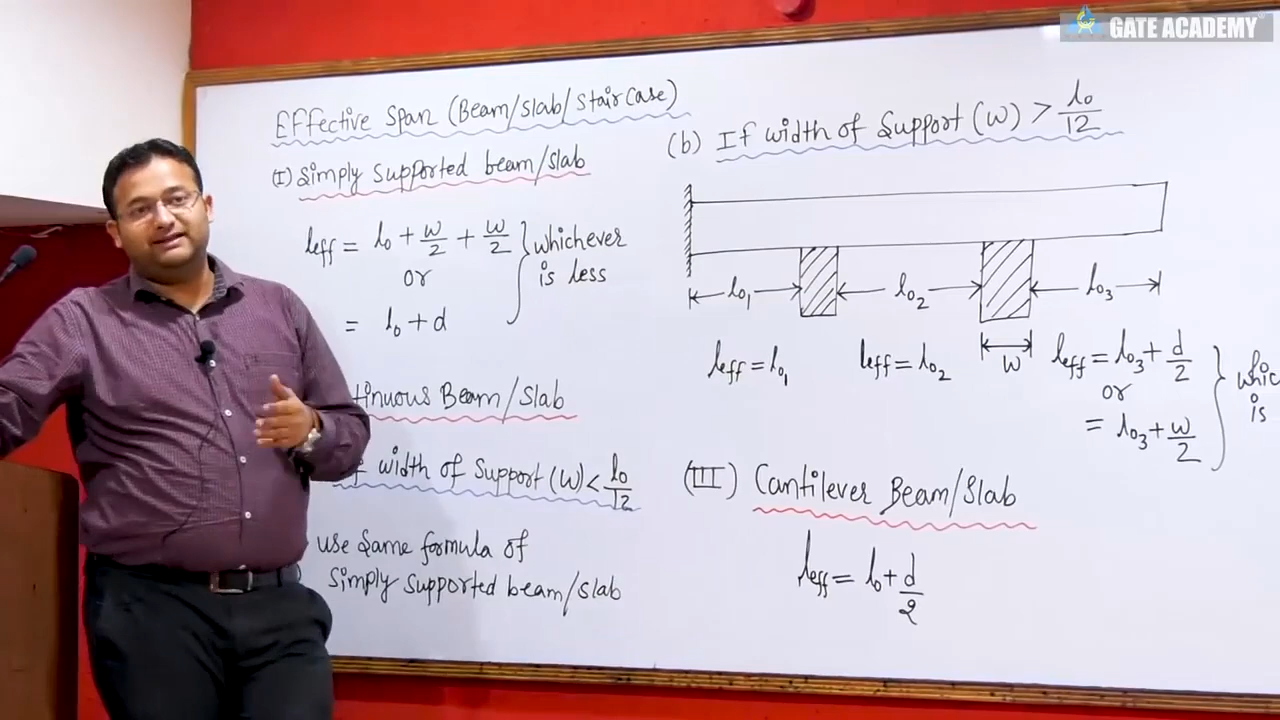 GATE ACADEMY
Effective Span (Beam/slab/staircase)
(I) Simply supported beam/slab
leff = l0 + w/2 + w/2
or
= l0 + d
} whichever
is less
tinuous Beam/slab
width of support (w) < l0/12
use same formula of
simply supported beam/slab
(b) If width of support (w) > l0/12
l01
l02
l03
w
leff = l01
leff = l02
leff = l03 + d/2
or
= l03 + w/2
} whic
is
(III) Cantilever Beam/slab
leff = l0 + d/2